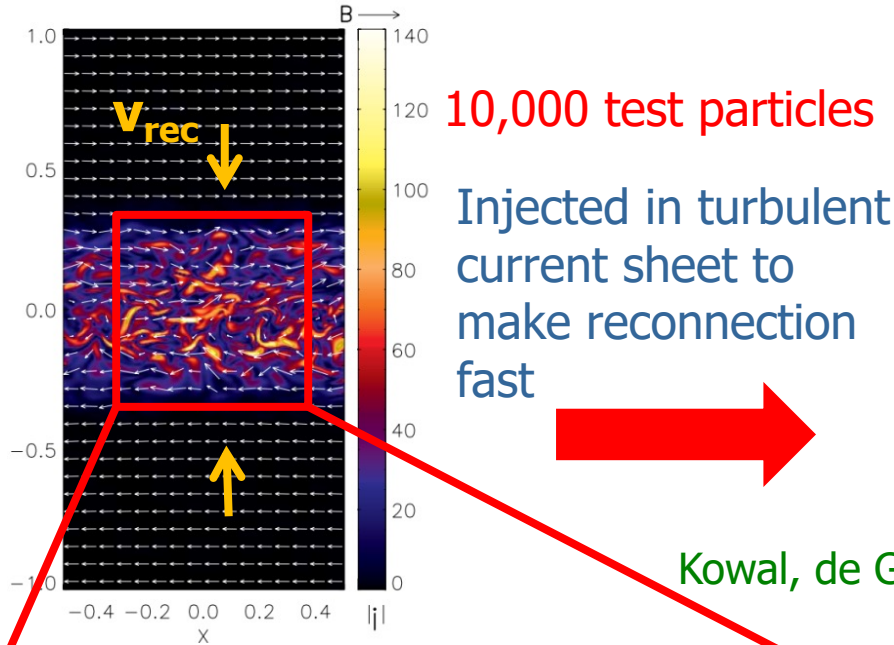 B
1.0
140
120
10,000 test particles
v_rec
0.5
100
Injected in turbulent
current sheet to
make reconnection
fast
80
0.0
60
40
−0.5
20
Kowal, de G
−1.0
0
−0.4 −0.2 0.0 0.2 0.4
|j|
X